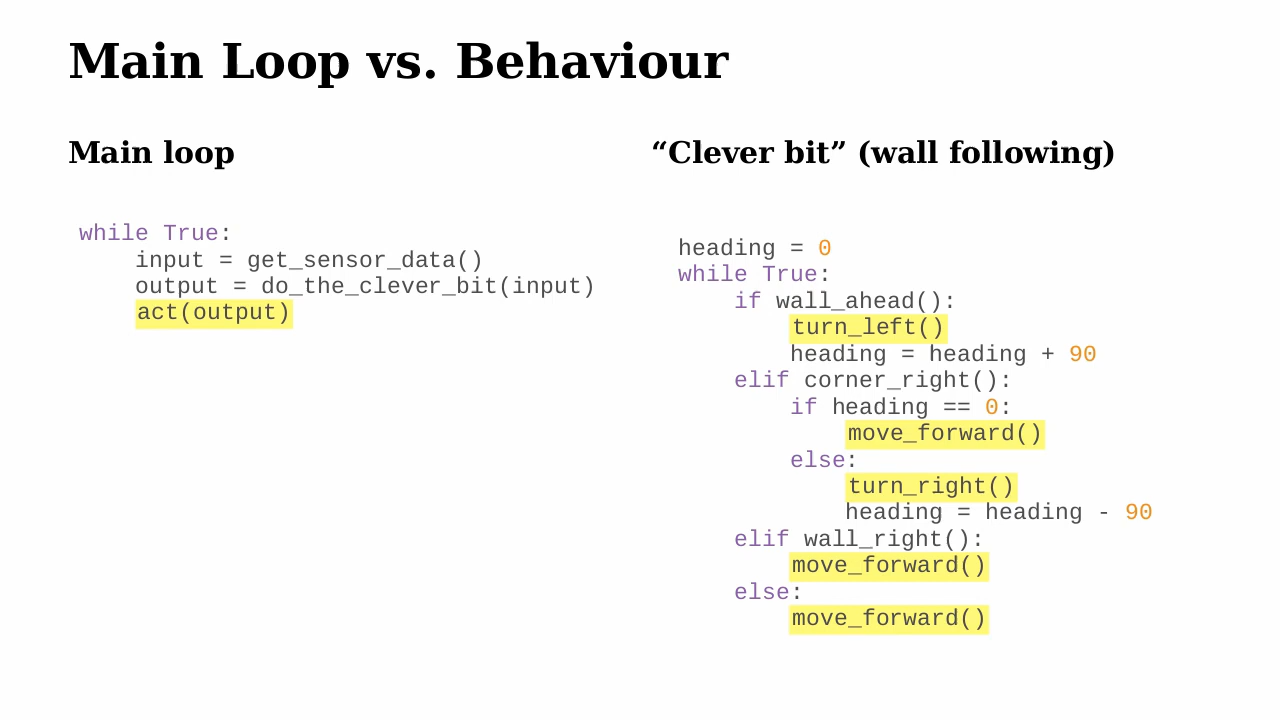 Main Loop vs. Behaviour
Main loop
while True:
    input = get_sensor_data()
    output = do_the_clever_bit(input)
    act(output)
“Clever bit” (wall following)
heading = 0
while True:
    if wall_ahead():
        turn_left()
        heading = heading + 90
    elif corner_right():
        if heading == 0:
            move_forward()
        else:
            turn_right()
            heading = heading - 90
    elif wall_right():
        move_forward()
    else:
        move_forward()